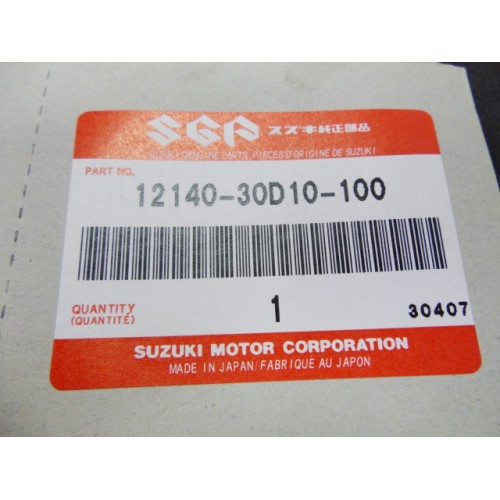 SGP スズキ純正部品
SUZUKI GENUINE PARTS/PIECES D'ORIGINE DE SUZUKI
PART NO.
12140-30D10-100
QUANTITY
(QUANTITÉ)
1
30407
SUZUKI MOTOR CORPORATION
MADE IN JAPAN/FABRIQUÉ AU JAPON